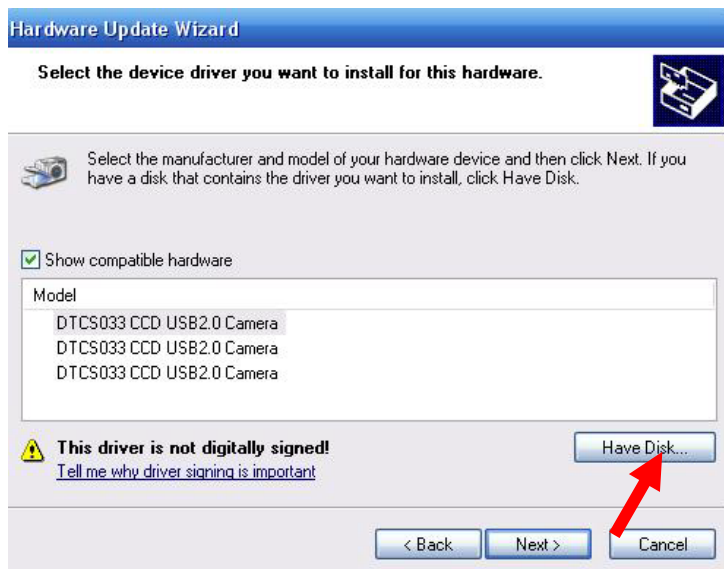 Hardware Update Wizard
Select the device driver you want to install for this hardware.
Select the manufacturer and model of your hardware device and then click Next. If you
have a disk that contains the driver you want to install, click Have Disk.
Show compatible hardware
Model
DTCS033 CCD USB2.0 Camera
DTCS033 CCD USB2.0 Camera
DTCS033 CCD USB2.0 Camera
This driver is not digitally signed!
Have Disk...
Tell me why driver signing is important
< Back
Next >
Cancel